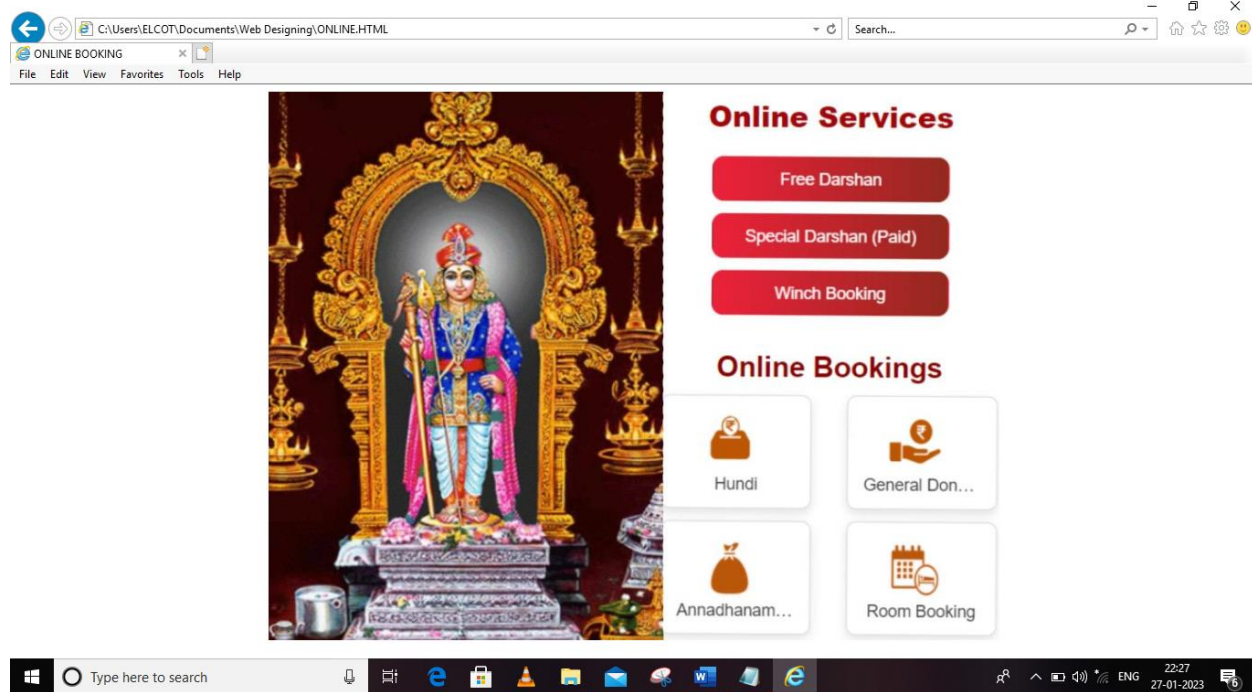 C:\Users\ELCOT\Documents\Web Designing\ONLINE.HTML
Search...
ONLINE BOOKING
File Edit View Favorites Tools Help
Online Services
Free Darshan
Special Darshan (Paid)
Winch Booking
Online Bookings
Hundi
General Don...
Annadhanam...
Room Booking
Type here to search
ENG
22:27
27-01-2023
6